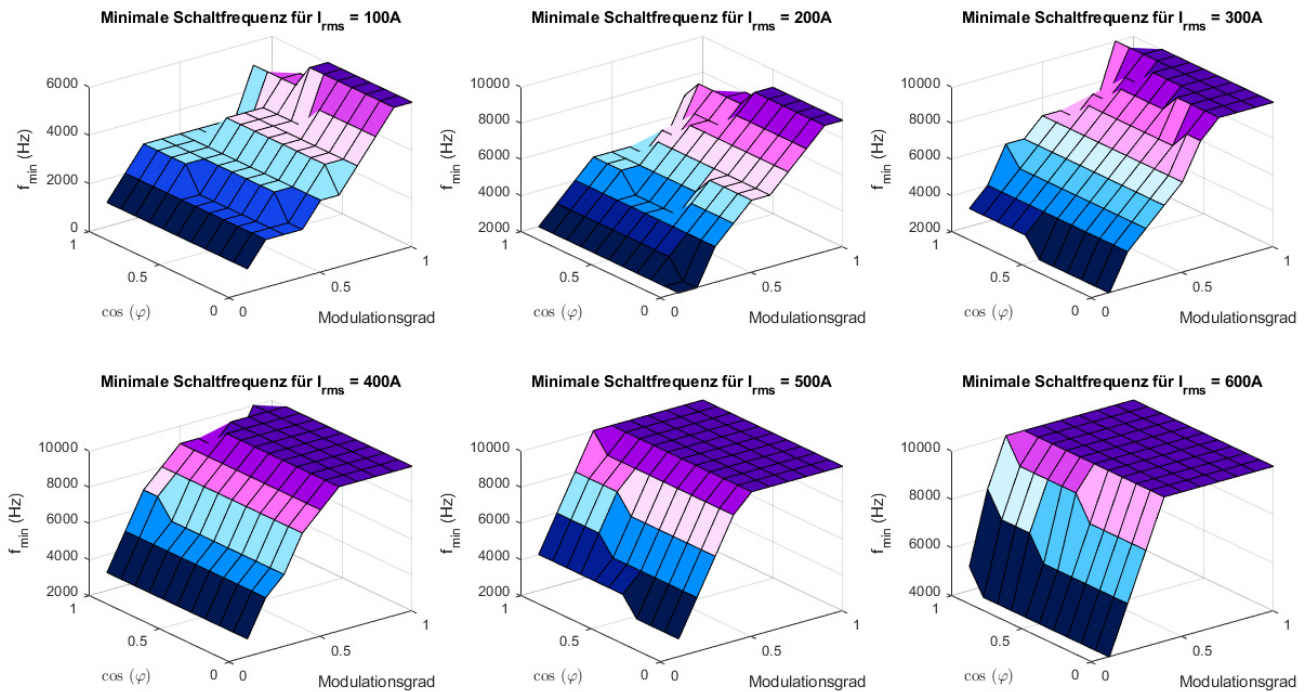 Minimale Schaltfrequenz für I_rms = 100A
6000
4000
2000
0
f_min (Hz)
1
0.5
0
cos (φ)
0
0.5
1
Modulationsgrad
Minimale Schaltfrequenz für I_rms = 200A
10000
8000
6000
4000
2000
f_min (Hz)
1
0.5
0
cos (φ)
0
0.5
1
Modulationsgrad
Minimale Schaltfrequenz für I_rms = 300A
10000
8000
6000
4000
2000
f_min (Hz)
1
0.5
0
cos (φ)
0
0.5
1
Modulationsgrad
Minimale Schaltfrequenz für I_rms = 400A
10000
8000
6000
4000
2000
f_min (Hz)
1
0.5
0
cos (φ)
0
0.5
1
Modulationsgrad
Minimale Schaltfrequenz für I_rms = 500A
10000
8000
6000
4000
2000
f_min (Hz)
1
0.5
0
cos (φ)
0
0.5
1
Modulationsgrad
Minimale Schaltfrequenz für I_rms = 600A
10000
8000
6000
4000
f_min (Hz)
1
0.5
0
cos (φ)
0
0.5
1
Modulationsgrad